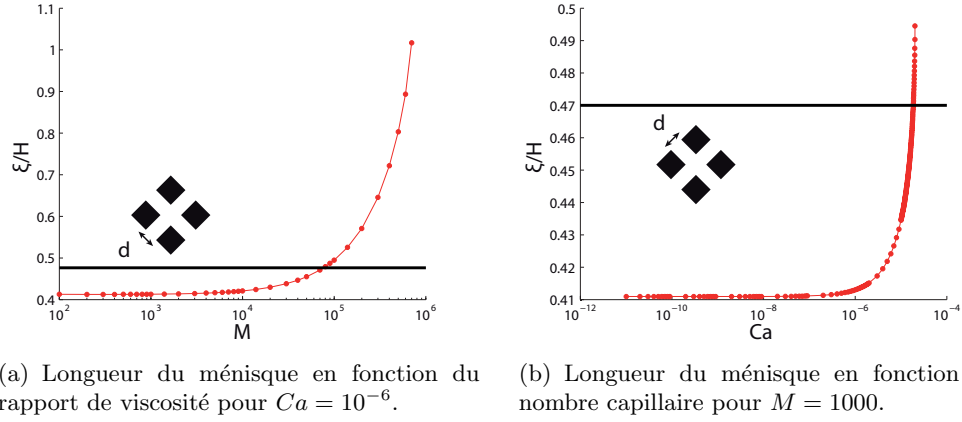 1.1
1
0.9
0.8
0.7
0.6
0.5
0.4
ξ/H
d
10^2
10^3
10^4
10^5
10^6
M
0.5
0.49
0.48
0.47
0.46
0.45
0.44
0.43
0.42
0.41
ξ/H
d
10^−12
10^−10
10^−8
10^−6
10^−4
Ca
(a) Longueur du ménisque en fonction du
rapport de viscosité pour Ca = 10^−6.
(b) Longueur du ménisque en fonction
nombre capillaire pour M = 1000.